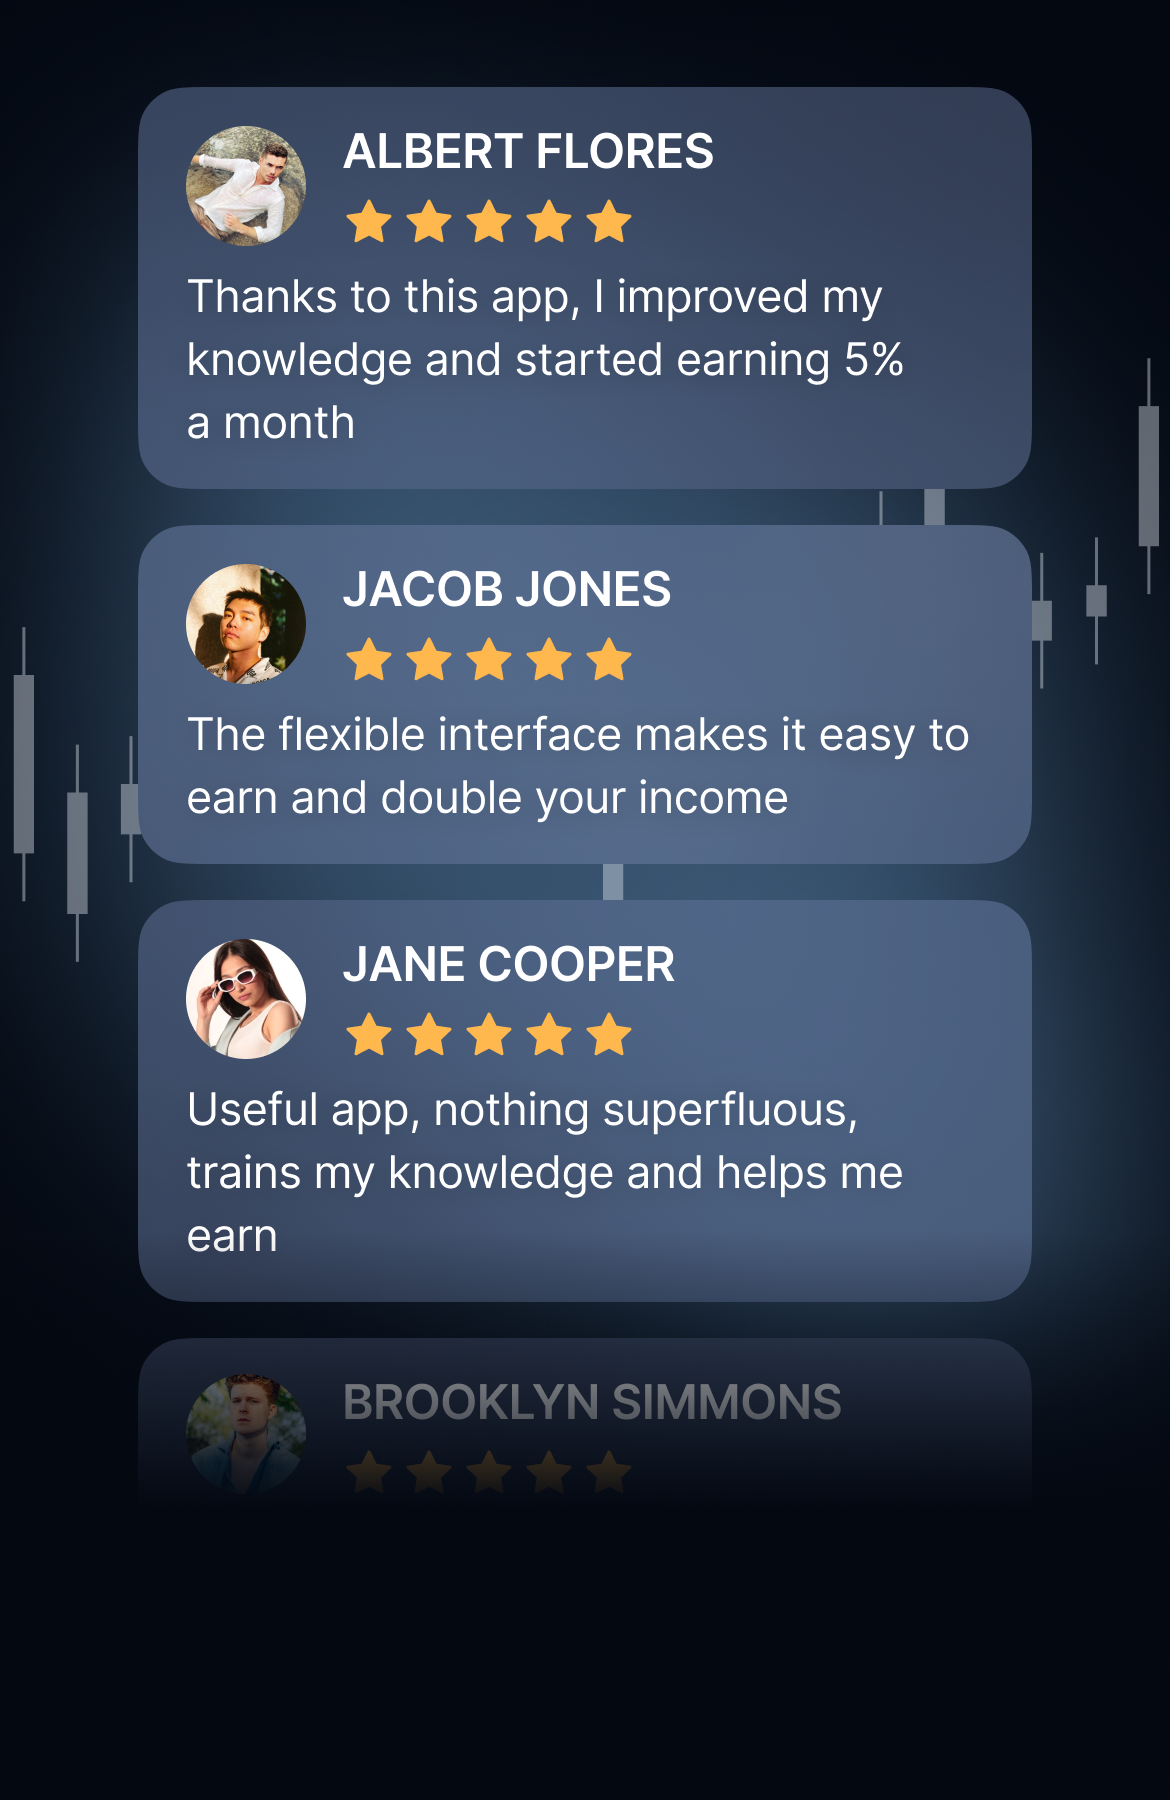 ALBERT FLORES
Thanks to this app, I improved my
knowledge and started earning 5%
a month
JACOB JONES
The flexible interface makes it easy to
earn and double your income
JANE COOPER
Useful app, nothing superfluous,
trains my knowledge and helps me
earn
BROOKLYN SIMMONS